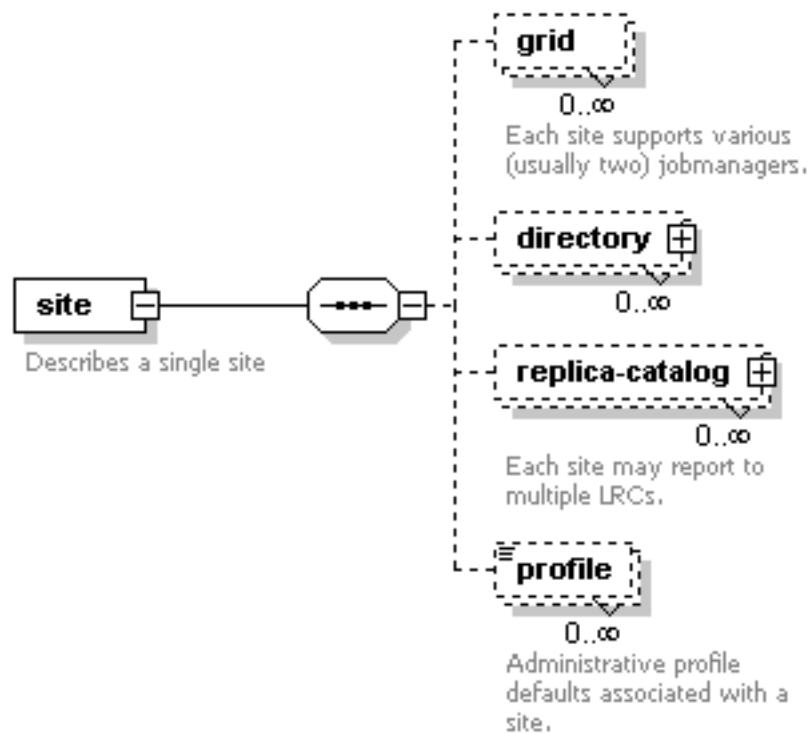 grid
0..∞
Each site supports various
(usually two) jobmanagers.
directory
0..∞
site
Describes a single site
replica-catalog
0..∞
Each site may report to
multiple LRCs.
profile
0..∞
Administrative profile
defaults associated with a
site.